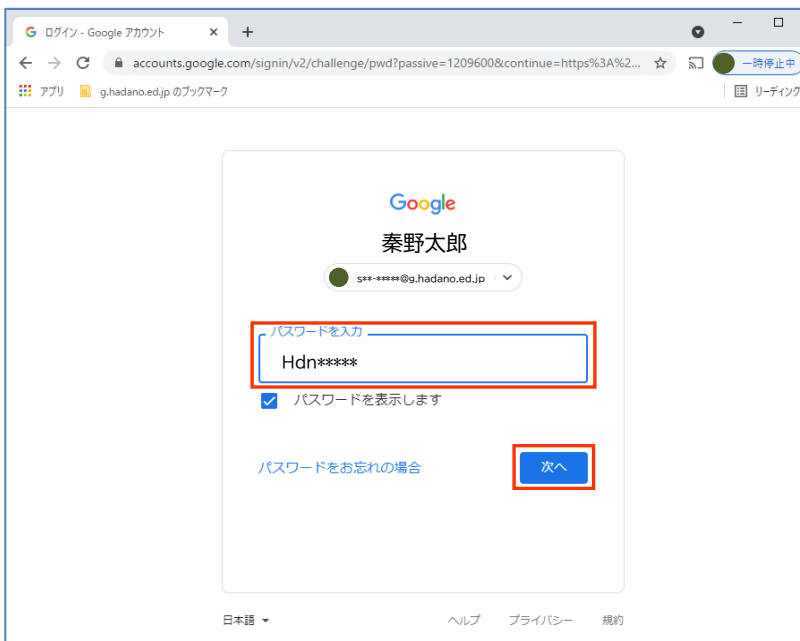 ログイン - Google アカウント
accounts.google.com/signin/v2/challenge/pwd?passive=1209600&continue=https%3A%2...
一時停止中
アプリ g.hadano.ed.jp のブックマーク
リーディング
Google
秦野太郎
s**-*****@g.hadano.ed.jp
パスワードを入力
Hdn*****
パスワードを表示します
パスワードをお忘れの場合
次へ
日本語 ヘルプ プライバシー 規約